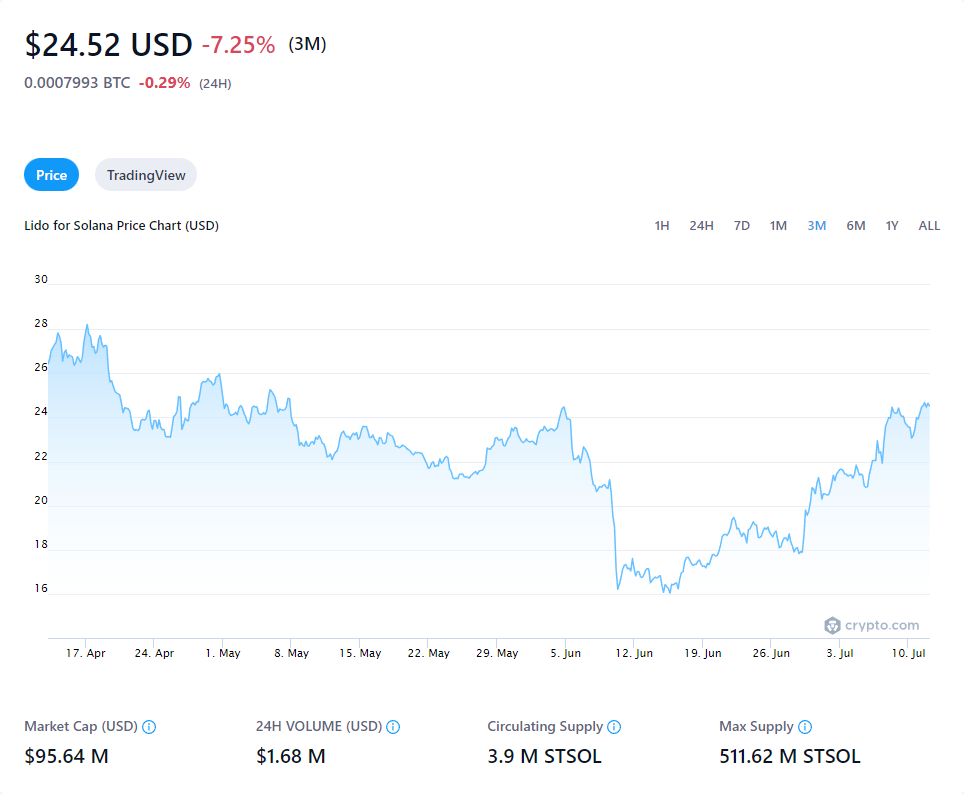 $24.52 USD -7.25% (3M)
0.0007993 BTC -0.29% (24H)
Price TradingView
Lido for Solana Price Chart (USD) 1H 24H 7D 1M 3M 6M 1Y ALL
30
28
26
24
22
20
18
16
crypto.com
17. Apr 24. Apr 1. May 8. May 15. May 22. May 29. May 5. Jun 12. Jun 19. Jun 26. Jun 3. Jul 10. Jul
Market Cap (USD) 24H VOLUME (USD) Circulating Supply Max Supply
$95.64 M $1.68 M 3.9 M STSOL 511.62 M STSOL